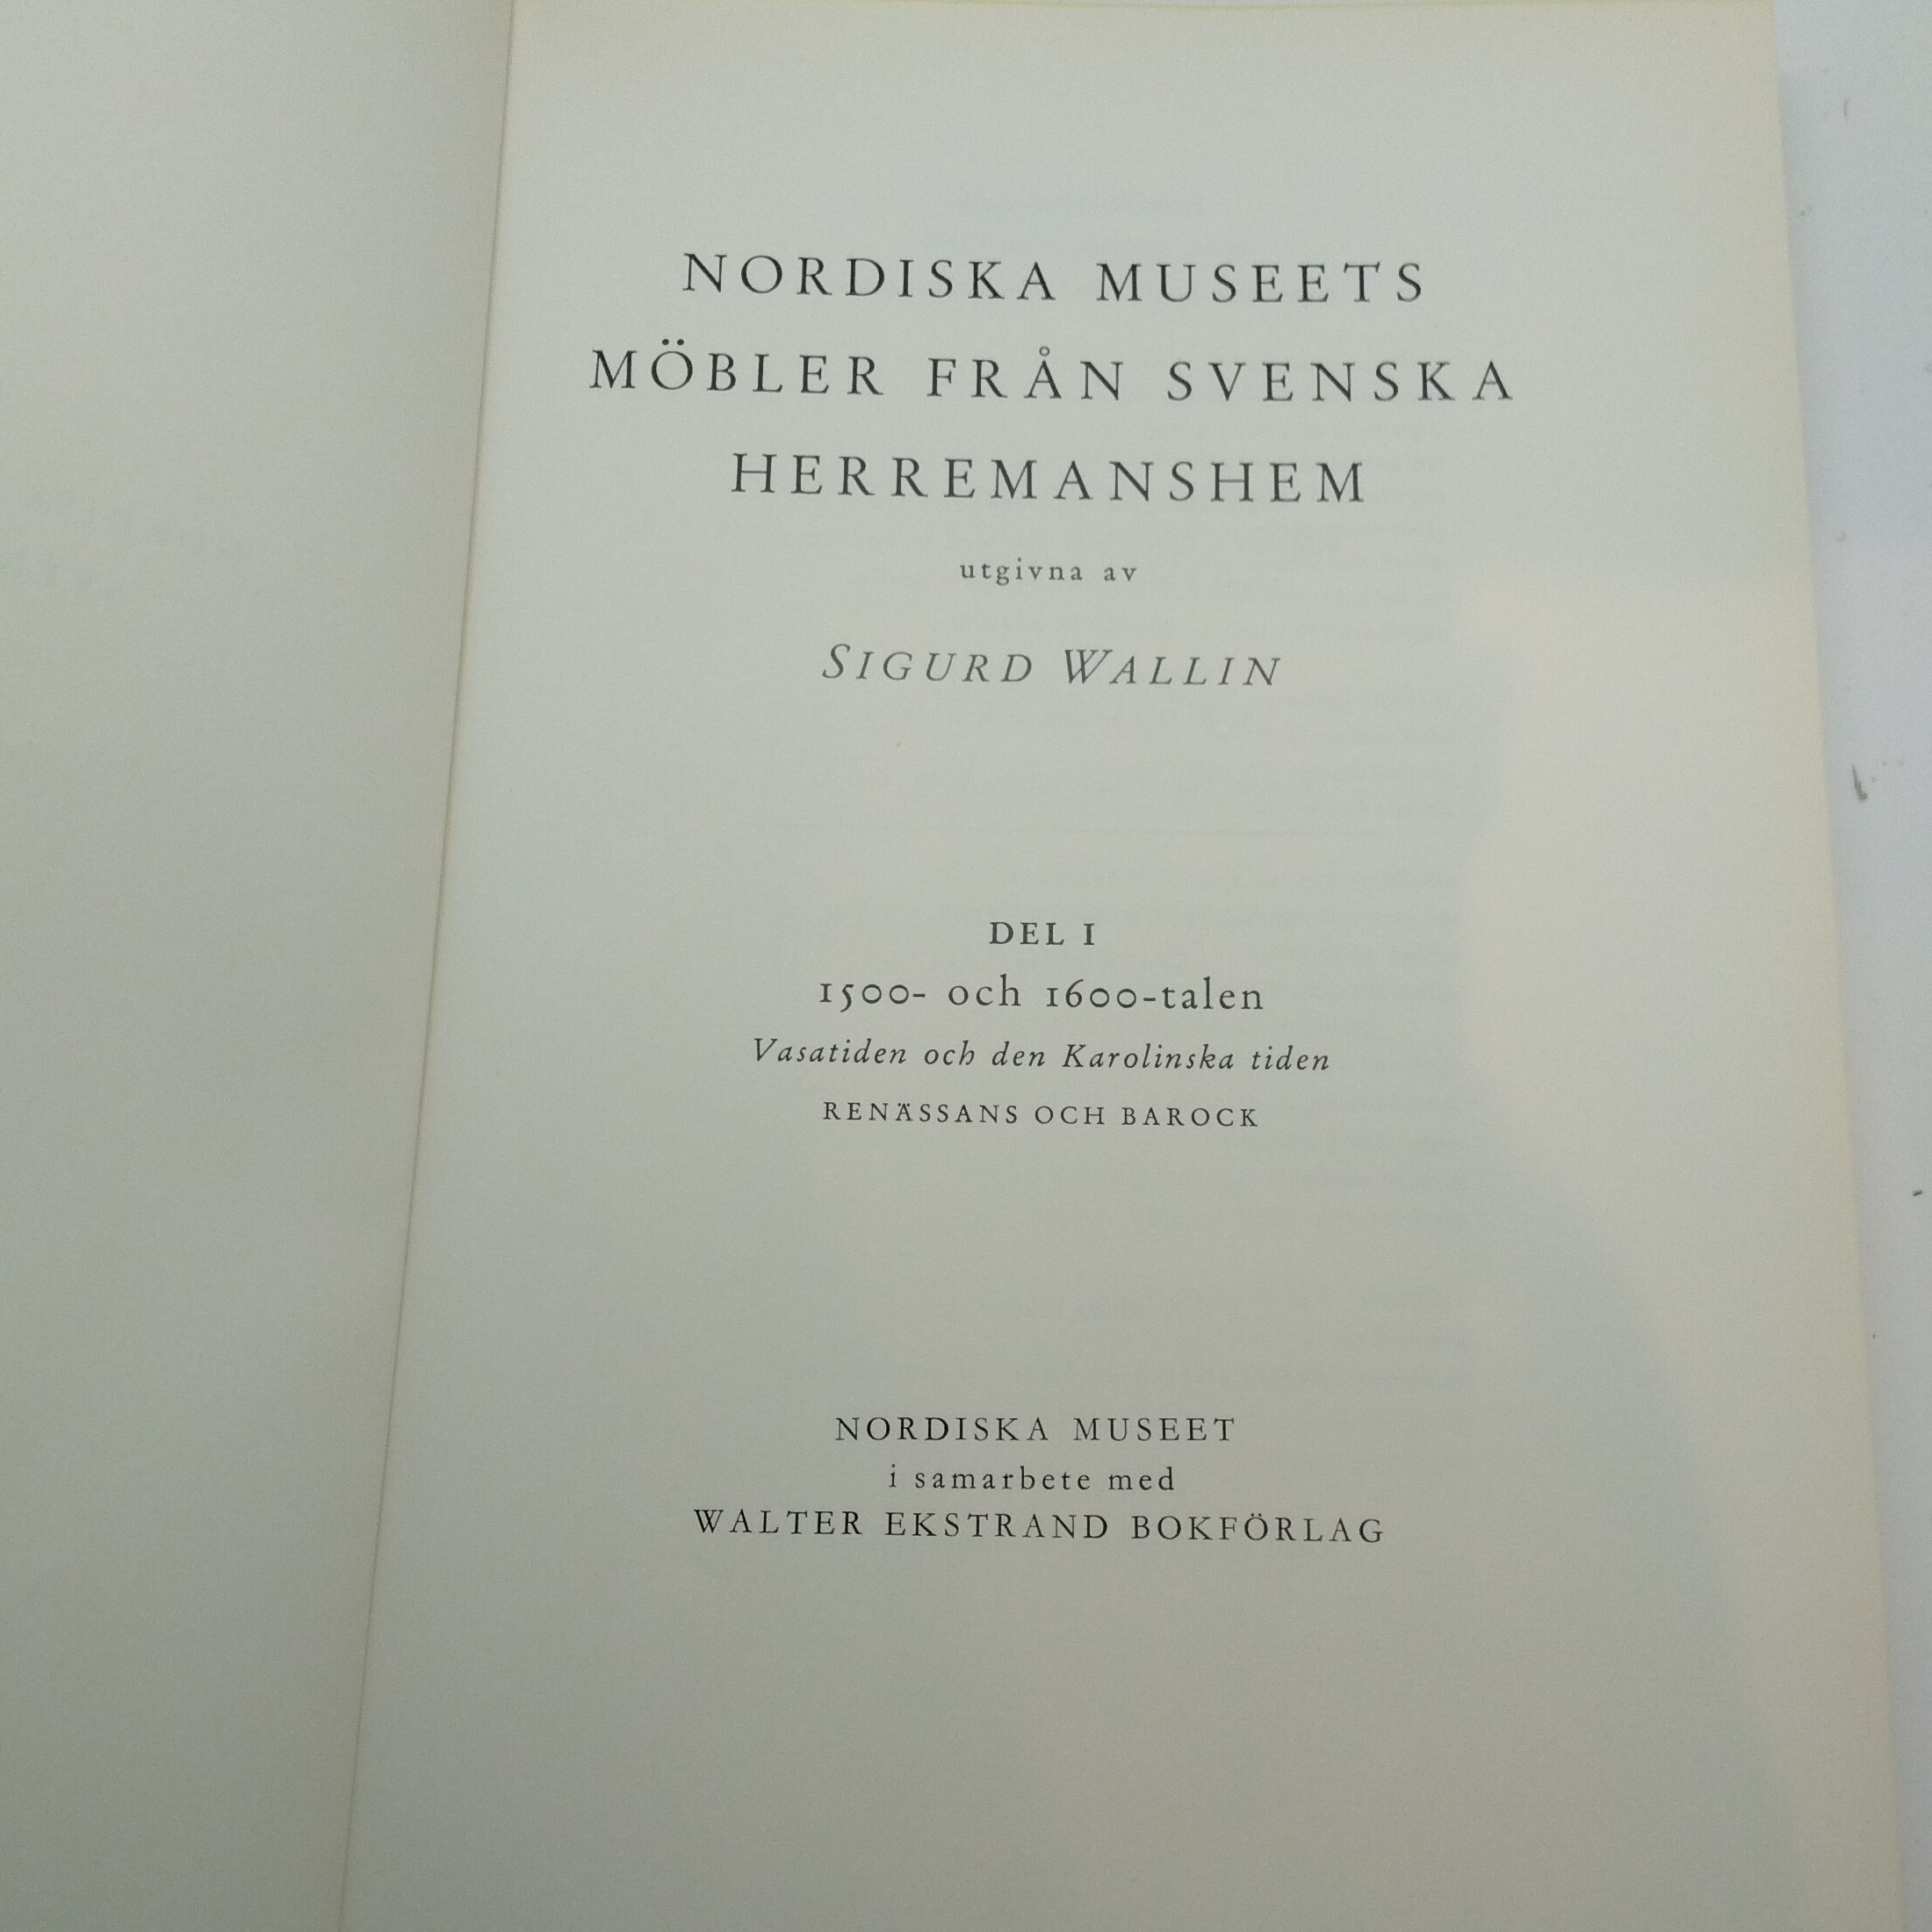 NORDISKA MUSEETS
MÖBLER FRÅN SVENSKA
HERREMANSHEM
utgivna av
SIGURD WALLIN
DEL I
1500- och 1600-talen
Vasatiden och den Karolinska tiden
RENÄSSANS OCH BAROCK
NORDISKA MUSEET
i samarbete med
WALTER EKSTRAND BOKFÖRLAG